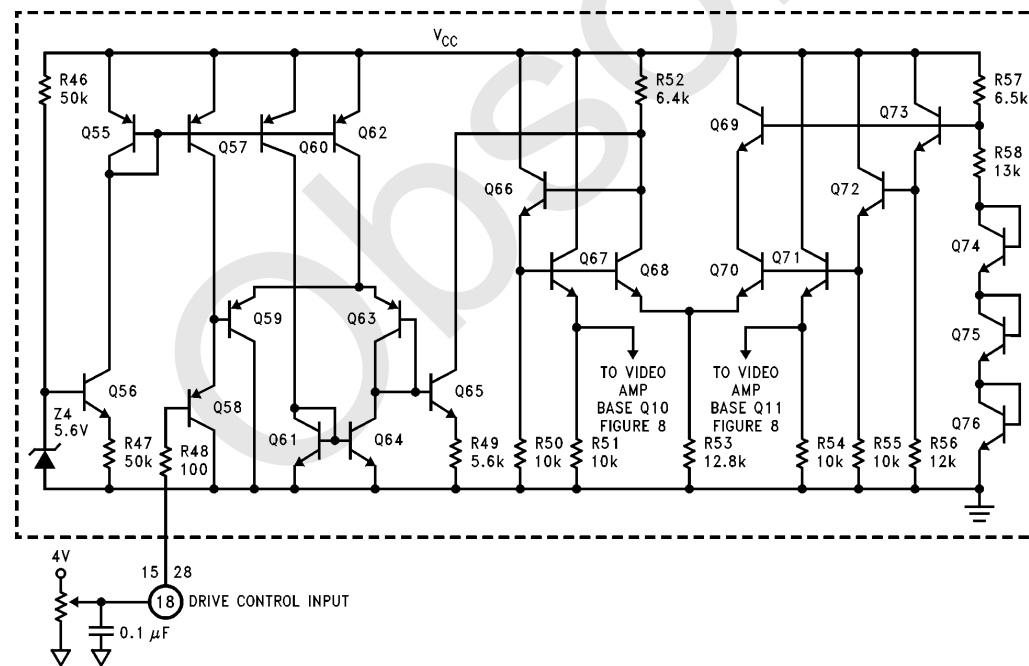 Obso
V_CC
R46
50k
R52
6.4k
R57
6.5k
Q55
Q57
Q60
Q62
Q69
Q73
R58
13k
Q66
Q72
Q67
Q68
Q70
Q71
Q74
Q59
Q63
Q75
TO VIDEO
AMP
BASE Q10
FIGURE 8
TO VIDEO
AMP
BASE Q11
FIGURE 8
Q56
Q58
Q65
Q76
Z4
5.6V
R47
50k
R48
100
Q61
Q64
R49
5.6k
R50
10k
R51
10k
R53
12.8k
R54
10k
R55
10k
R56
12k
4V
15
28
18
DRIVE CONTROL INPUT
0.1 μF